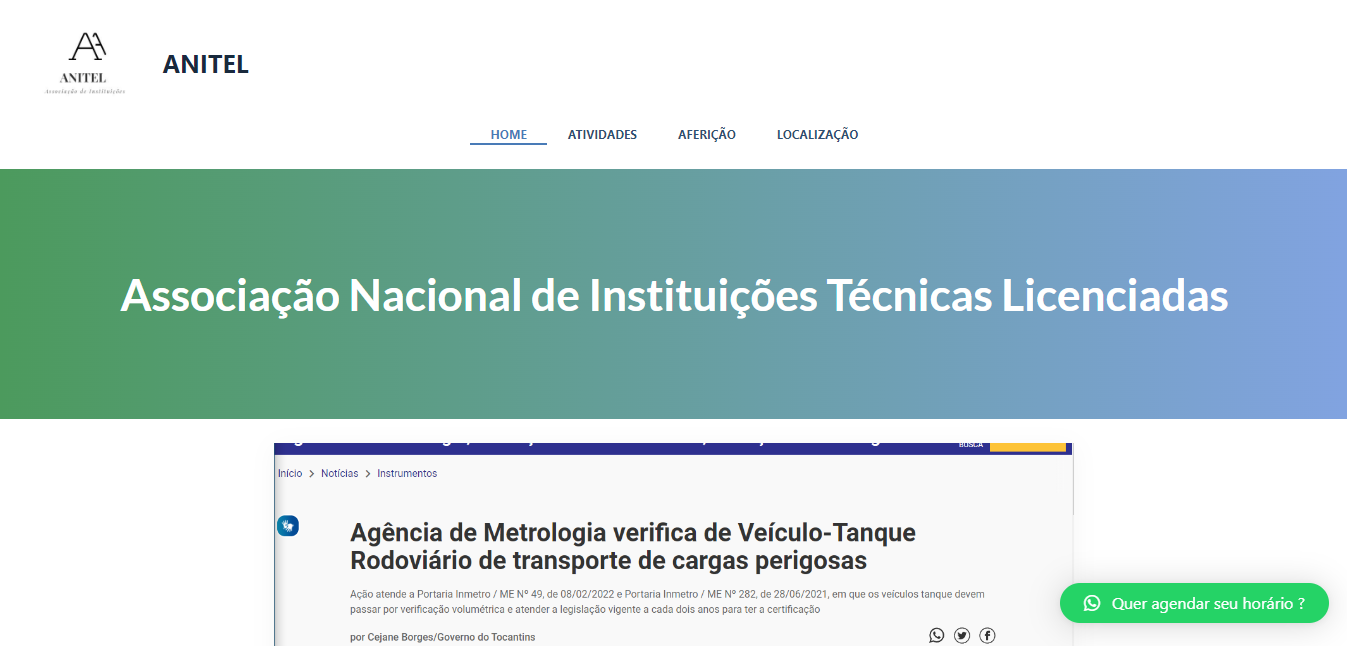 ANITEL
Associação de Instituições
ANITEL
HOME ATIVIDADES AFERIÇÃO LOCALIZAÇÃO
Associação Nacional de Instituições Técnicas Licenciadas
BUSCA
Início > Notícias > Instrumentos
Agência de Metrologia verifica de Veículo-Tanque
Rodoviário de transporte de cargas perigosas
Ação atende a Portaria Inmetro / ME Nº 49, de 08/02/2022 e Portaria Inmetro / ME Nº 282, de 28/06/2021, em que os veículos tanque devem
passar por verificação volumétrica e atender a legislação vigente a cada dois anos para ter a certificação
por Cejane Borges/Governo do Tocantins
Quer agendar seu horário ?